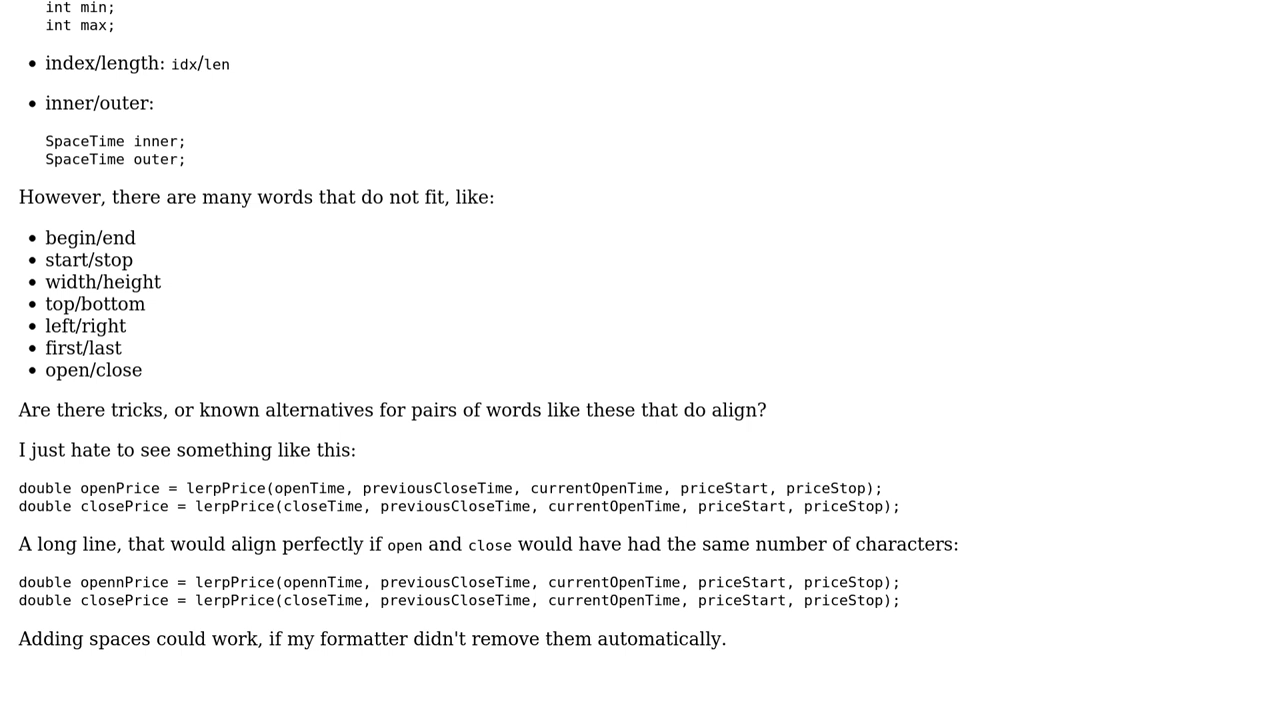 int min;
int max;
index/length: idx/len
inner/outer:
SpaceTime inner;
SpaceTime outer;
However, there are many words that do not fit, like:
begin/end
start/stop
width/height
top/bottom
left/right
first/last
open/close
Are there tricks, or known alternatives for pairs of words like these that do align?
I just hate to see something like this:
double openPrice = lerpPrice(openTime, previousCloseTime, currentOpenTime, priceStart, priceStop);
double closePrice = lerpPrice(closeTime, previousCloseTime, currentOpenTime, priceStart, priceStop);
A long line, that would align perfectly if open and close would have had the same number of characters:
double opennPrice = lerpPrice(opennTime, previousCloseTime, currentOpenTime, priceStart, priceStop);
double closePrice = lerpPrice(closeTime, previousCloseTime, currentOpenTime, priceStart, priceStop);
Adding spaces could work, if my formatter didn't remove them automatically.